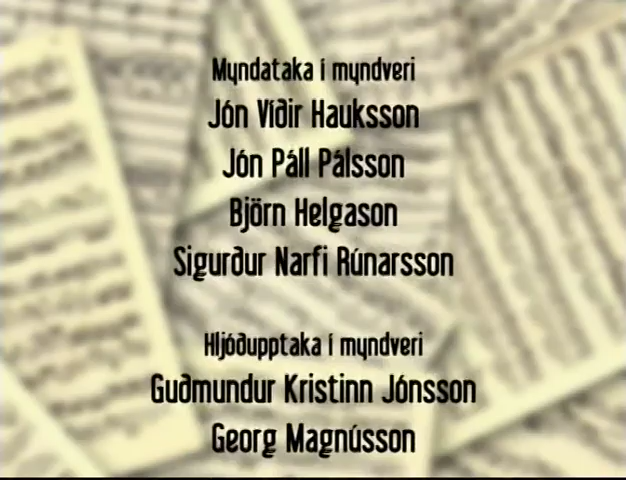 Myndataka í myndveri
Jón Víðir Hauksson
Jón Páll Pálsson
Björn Helgason
Sigurður Narfi Rúnarsson
Hljóðupptaka í myndveri
Guðmundur Kristinn Jónsson
Georg Magnússon